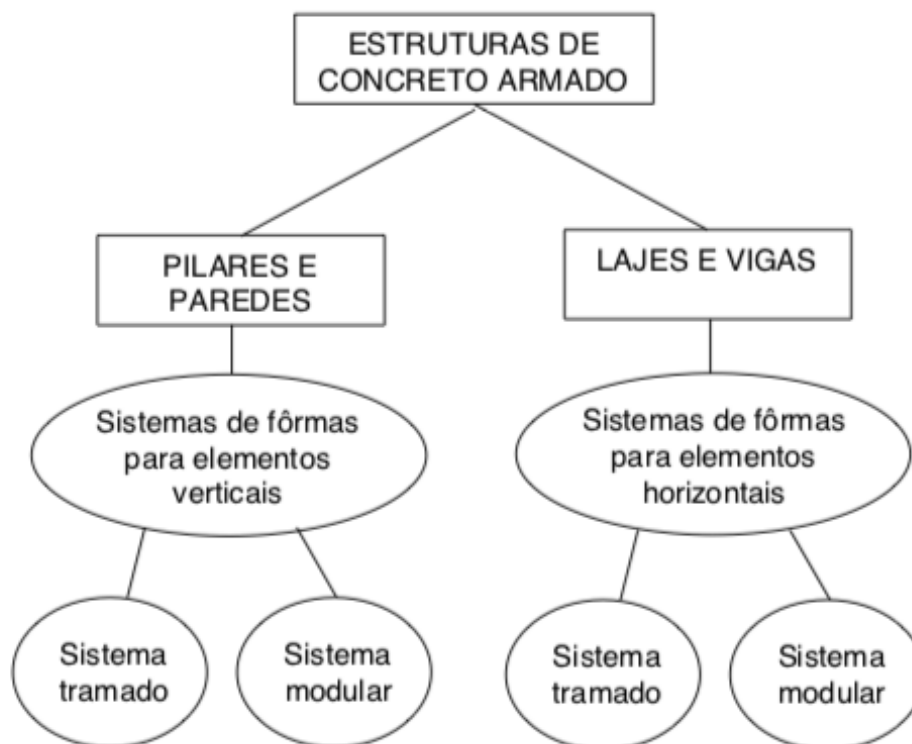 ESTRUTURAS DE
CONCRETO ARMADO
PILARES E
PAREDES
LAJES E VIGAS
Sistemas de fôrmas
para elementos
verticais
Sistemas de fôrmas
para elementos
horizontais
Sistema
tramado
Sistema
modular
Sistema
tramado
Sistema
modular